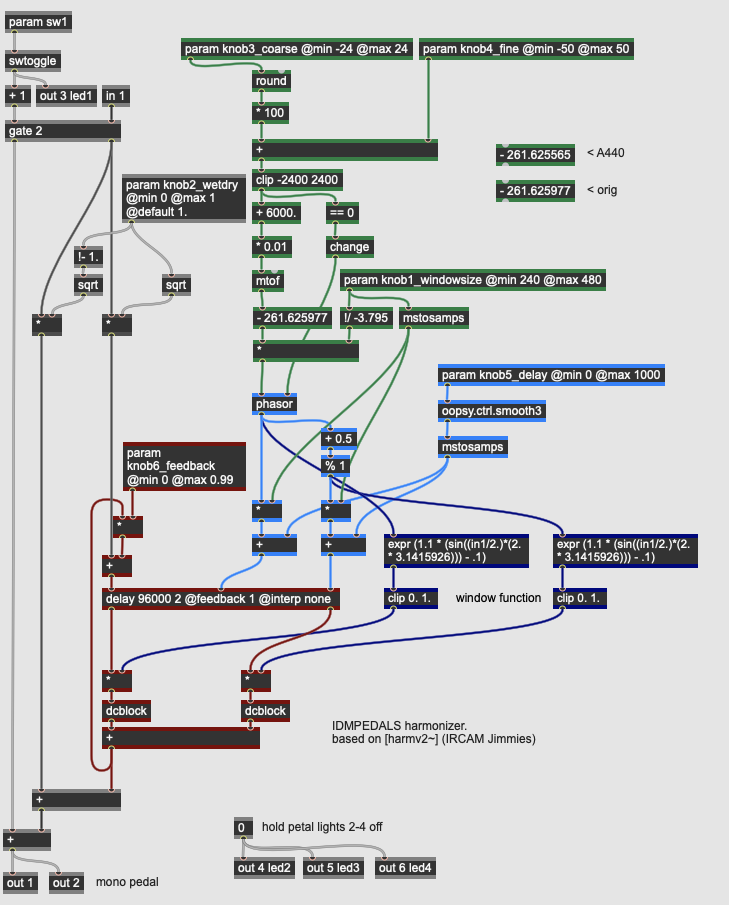 param sw1
param knob3_coarse @min -24 @max 24
param knob4_fine @min -50 @max 50
swtoggle
round
+ 1
out 3 led1
in 1
* 100
gate 2
+
- 261.625565
< A440
clip -2400 2400
param knob2_wetdry
@min 0 @max 1
@default 1.
- 261.625977
< orig
+ 6000.
== 0
* 0.01
change
!- 1.
sqrt
sqrt
mtof
param knob1_windowsize @min 240 @max 480
*
*
- 261.625977
!/ -3.795
mstosamps
*
param knob5_delay @min 0 @max 1000
phasor
oopsy.ctrl.smooth3
+ 0.5
mstosamps
param
knob6_feedback
@min 0 @max 0.99
% 1
*
*
*
+
+
expr (1.1 * (sin((in1/2.)*(2.
* 3.1415926))) - .1)
expr (1.1 * (sin((in1/2.)*(2.
* 3.1415926))) - .1)
+
delay 96000 2 @feedback 1 @interp none
clip 0. 1.
window function
clip 0. 1.
*
*
dcblock
dcblock
+
IDMPEDALS harmonizer.
based on [harmv2~] (IRCAM Jimmies)
+
0
hold petal lights 2-4 off
+
out 4 led2
out 5 led3
out 6 led4
out 1
out 2
mono pedal